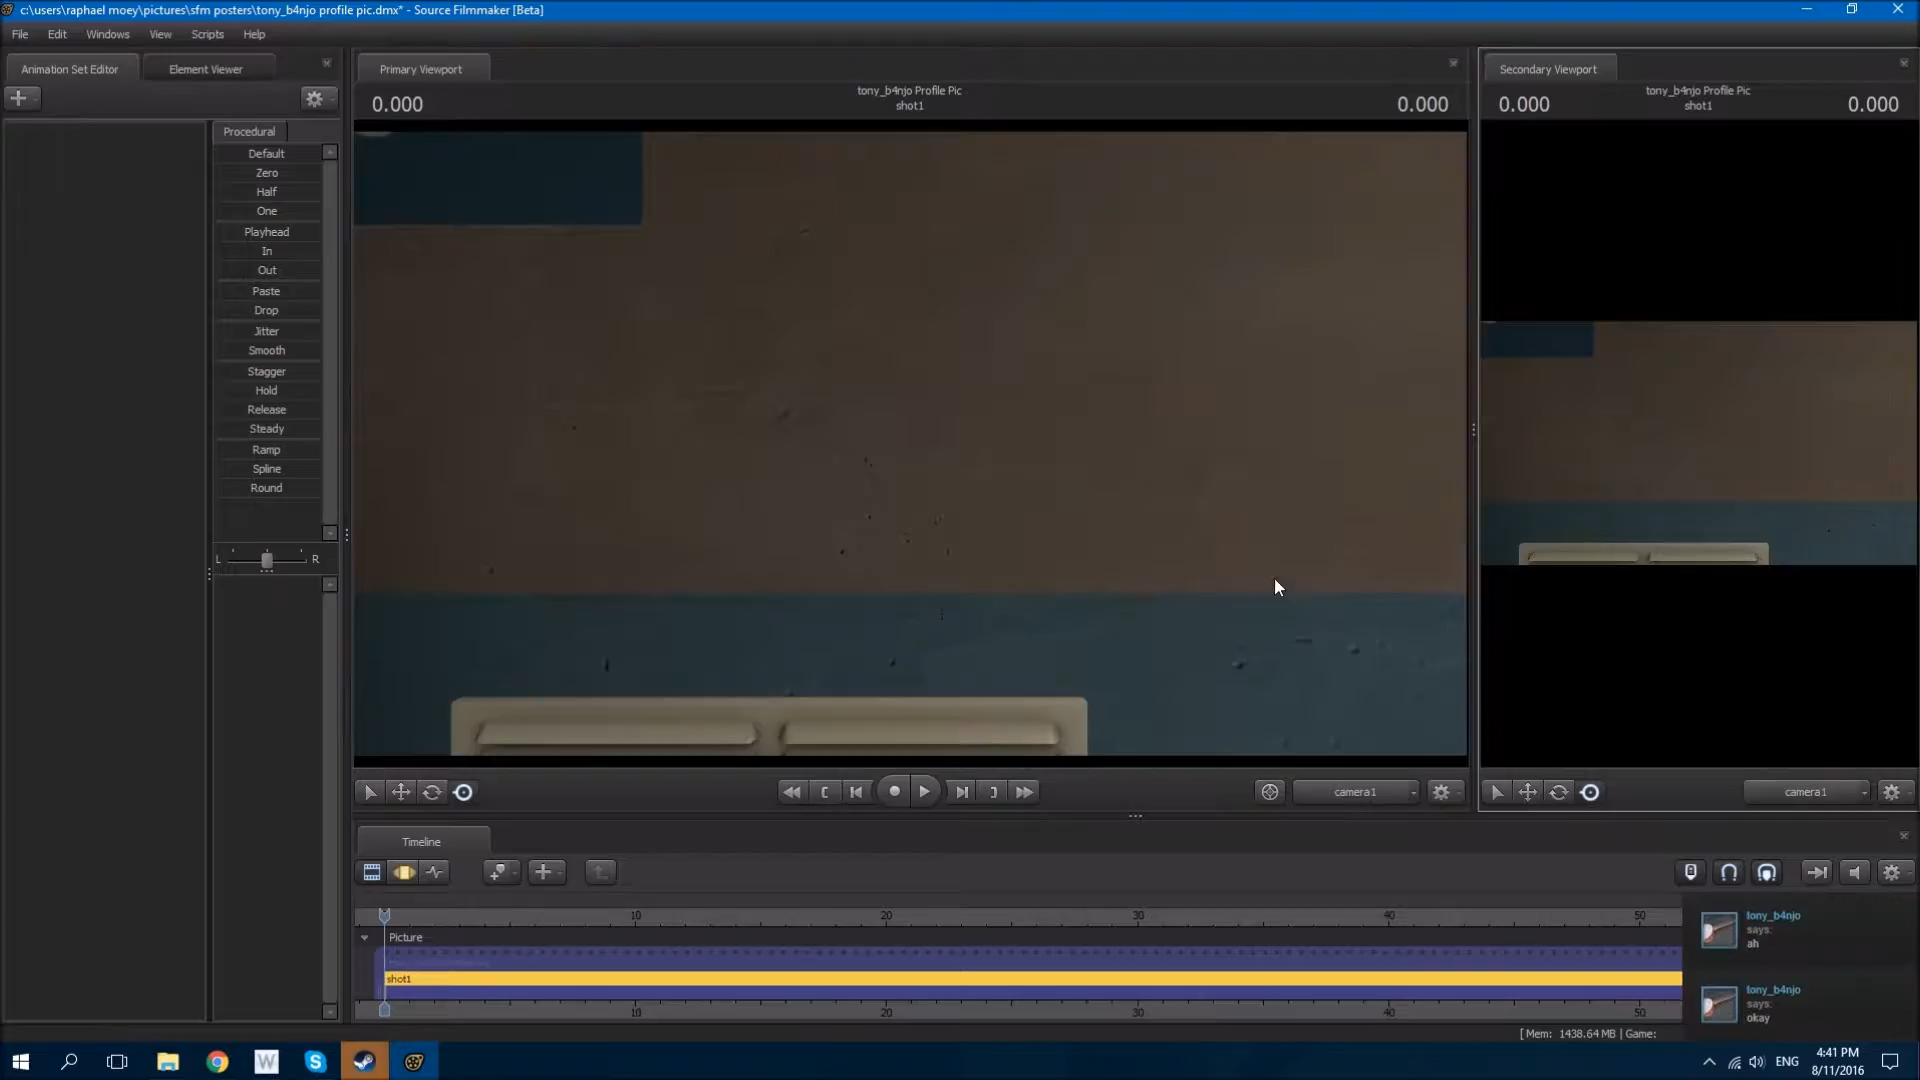 c:\users\raphael moey\pictures\sfm posters\tony_b4njo profile pic.dmx* - Source Filmmaker [Beta]
File Edit Windows View Scripts Help
Animation Set Editor Element Viewer
Primary Viewport
Secondary Viewport
0.000 tony_b4njo Profile Pic 0.000
shot1
0.000 tony_b4njo Profile Pic 0.000
shot1
Procedural
Default
Zero
Half
One
Playhead
In
Out
Paste
Drop
Jitter
Smooth
Stagger
Hold
Release
Steady
Ramp
Spline
Round
L R
camera1
camera1
Timeline
10 20 30 40 50
Picture
shot1
10 20 30 40 50
tony_b4njo
says:
ah
tony_b4njo
says:
okay
[ Mem: 1438.64 MB | Game:
W
ENG
4:41 PM
8/11/2016